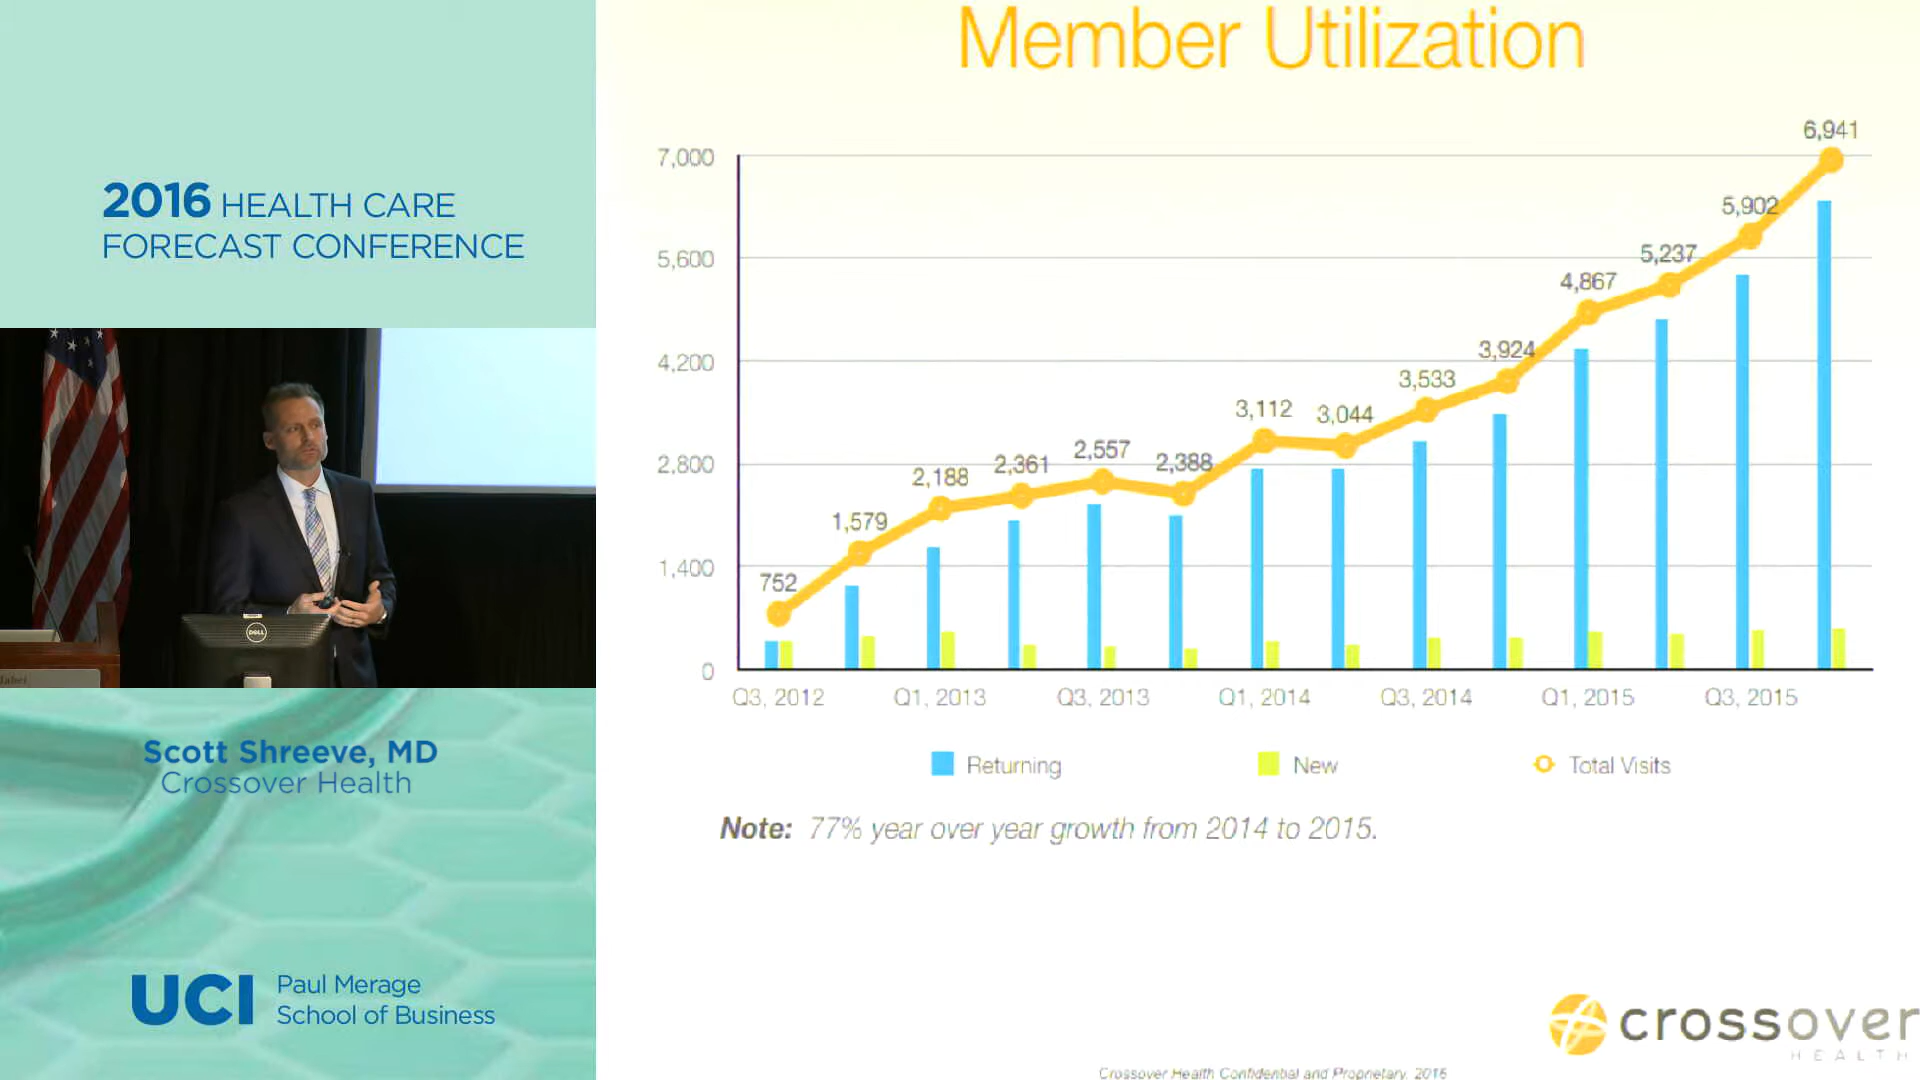 2016 HEALTH CARE
FORECAST CONFERENCE
DELL
Scott Shreeve, MD
Crossover Health
UCI Paul Merage
School of Business
Member Utilization
7,000
5,600
4,200
2,800
1,400
0
752
1,579
2,188
2,361
2,557
2,388
3,112
3,044
3,533
3,924
4,867
5,237
5,902
6,941
Q3, 2012
Q1, 2013
Q3, 2013
Q1, 2014
Q3, 2014
Q1, 2015
Q3, 2015
Returning
New
Total Visits
Note: 77% year over year growth from 2014 to 2015.
crossover
HEALTH
Crossover Health Confidential and Proprietary. 2016